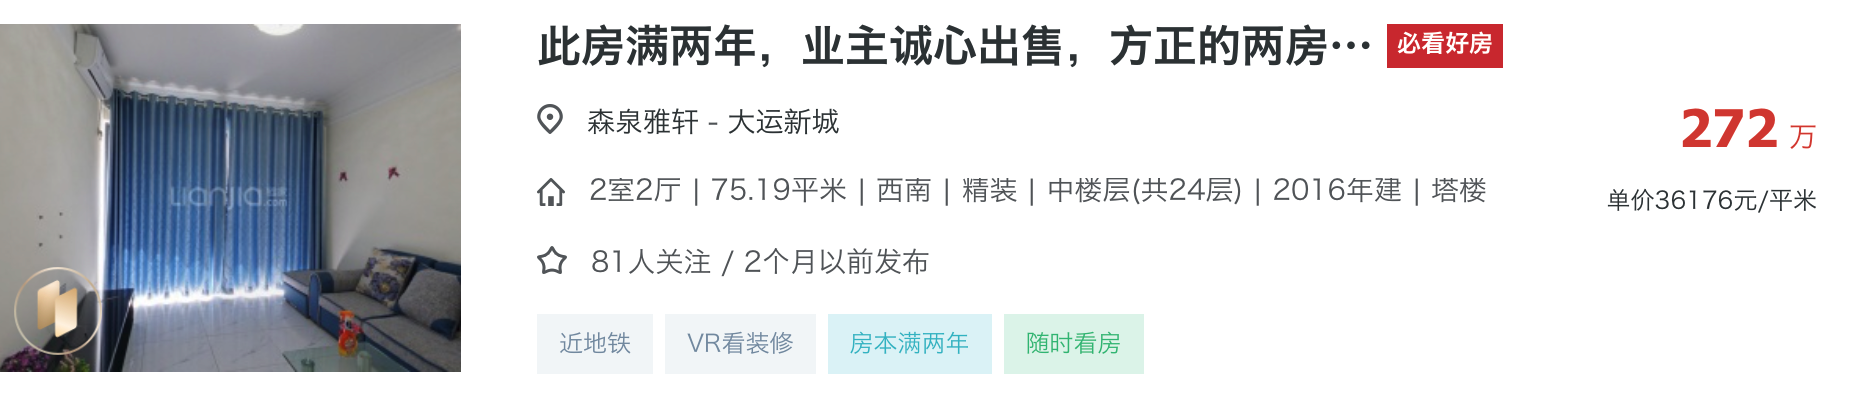 此房满两年，业主诚心出售，方正的两房…
必看好房
森泉雅轩 - 大运新城
272 万
2室2厅 | 75.19平米 | 西南 | 精装 | 中楼层(共24层) | 2016年建 | 塔楼
单价36176元/平米
81人关注 / 2个月以前发布
近地铁 VR看装修 房本满两年 随时看房
Lianjia.com